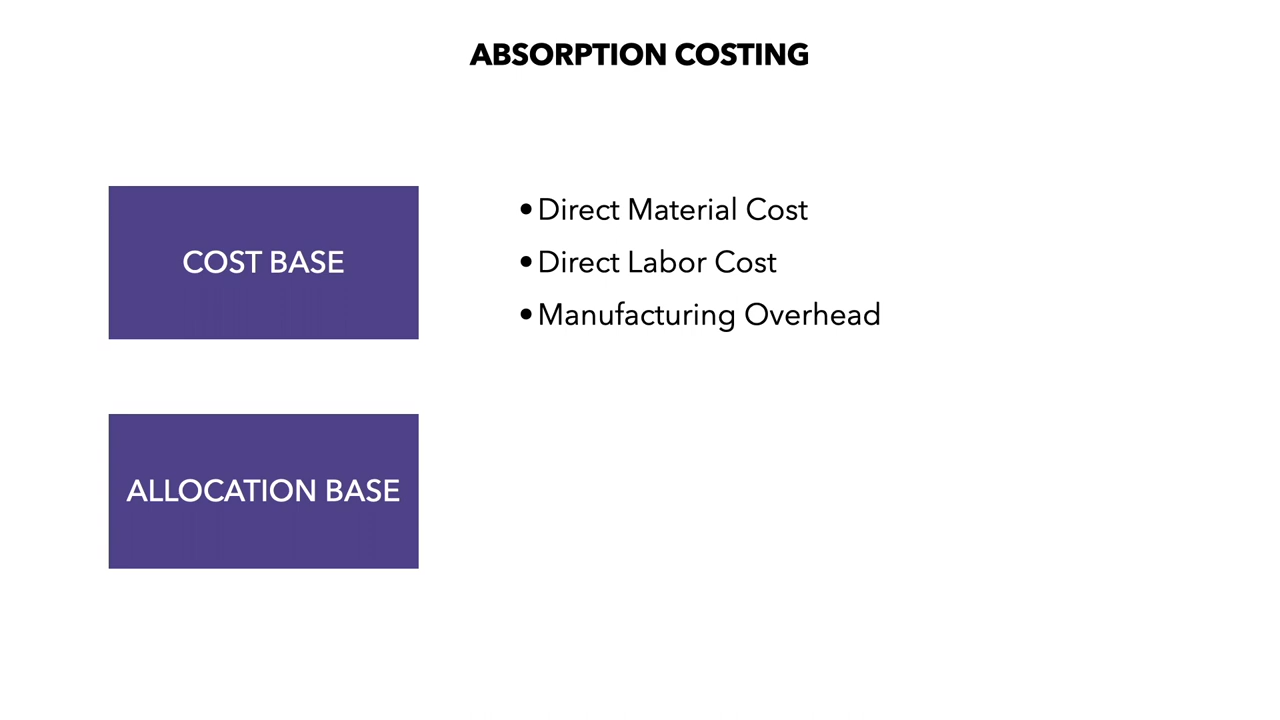 ABSORPTION COSTING
COST BASE
• Direct Material Cost
• Direct Labor Cost
• Manufacturing Overhead
ALLOCATION BASE